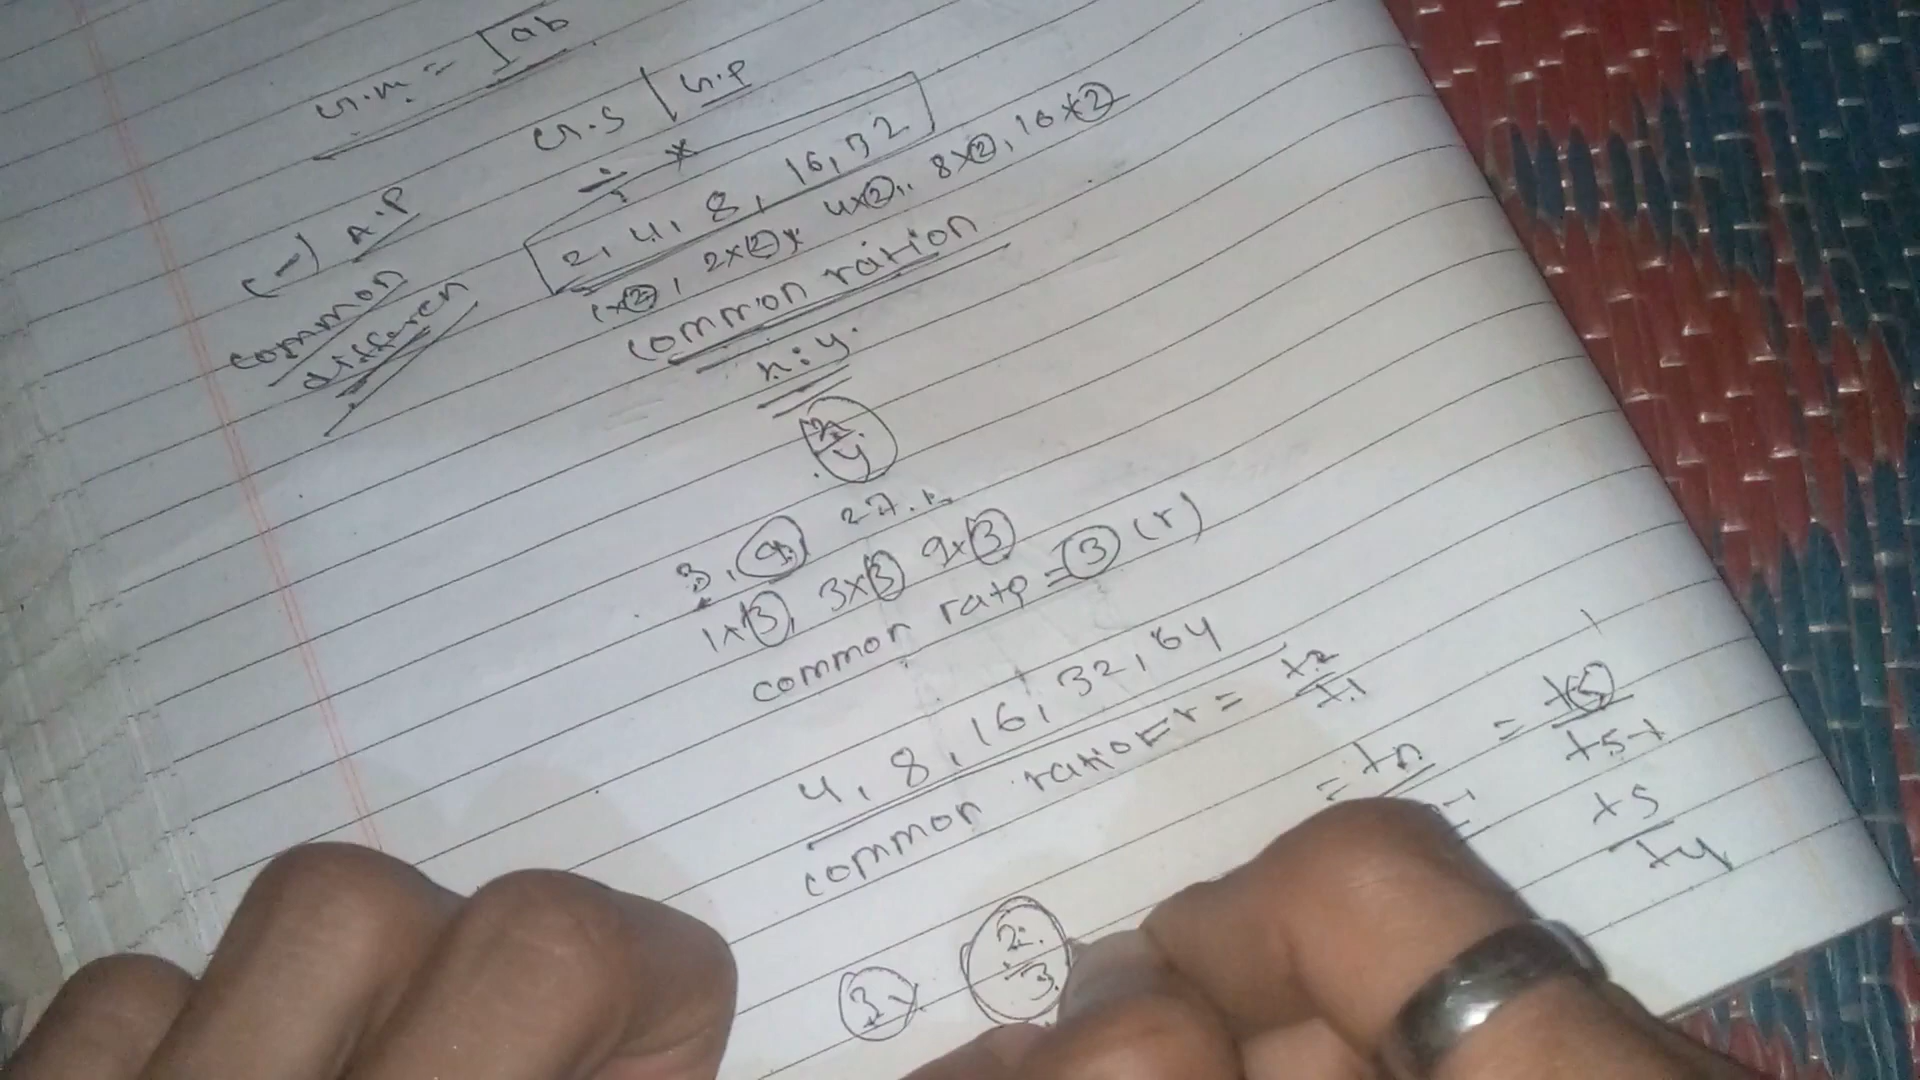 G.M. = √ab
G.S | G.P
÷ ×
(-) A.P
common
differen
2, 4, 8, 16, 32
1×2, 2×2, 4×2, 8×2, 16×2
common ration
x:y
x/y
3, 9, 27
1×3, 3×3 9×3
common ratio = 3 (r)
4, 8, 16, 32, 64
common ratio = r = t2/t1
= tn
= t5/t5-1
t5/t4
3 2/3